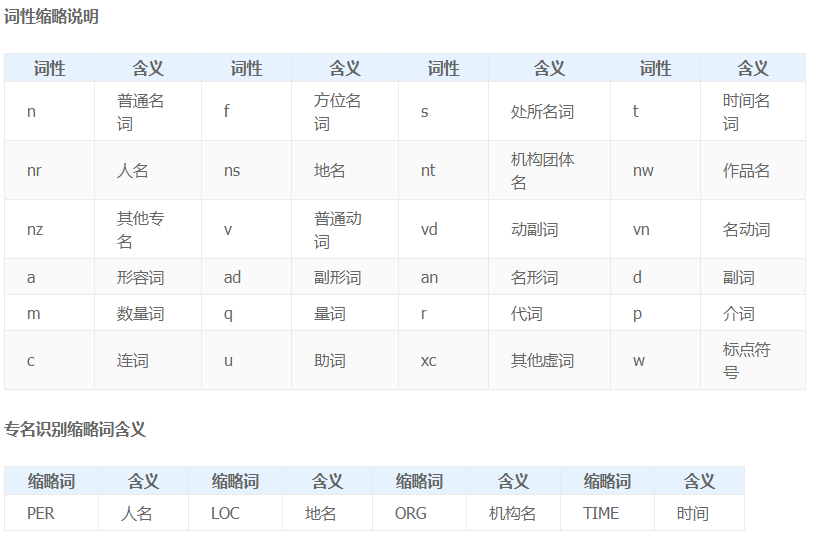 词性缩略说明
词性 含义 词性 含义 词性 含义 词性 含义
n 普通名词 f 方位名词 s 处所名词 t 时间名词
nr 人名 ns 地名 nt 机构团体名 nw 作品名
nz 其他专名 v 普通动词 vd 动副词 vn 名动词
a 形容词 ad 副形词 an 名形词 d 副词
m 数量词 q 量词 r 代词 p 介词
c 连词 u 助词 xc 其他虚词 w 标点符号
专名识别缩略词含义
缩略词 含义 缩略词 含义 缩略词 含义 缩略词 含义
PER 人名 LOC 地名 ORG 机构名 TIME 时间